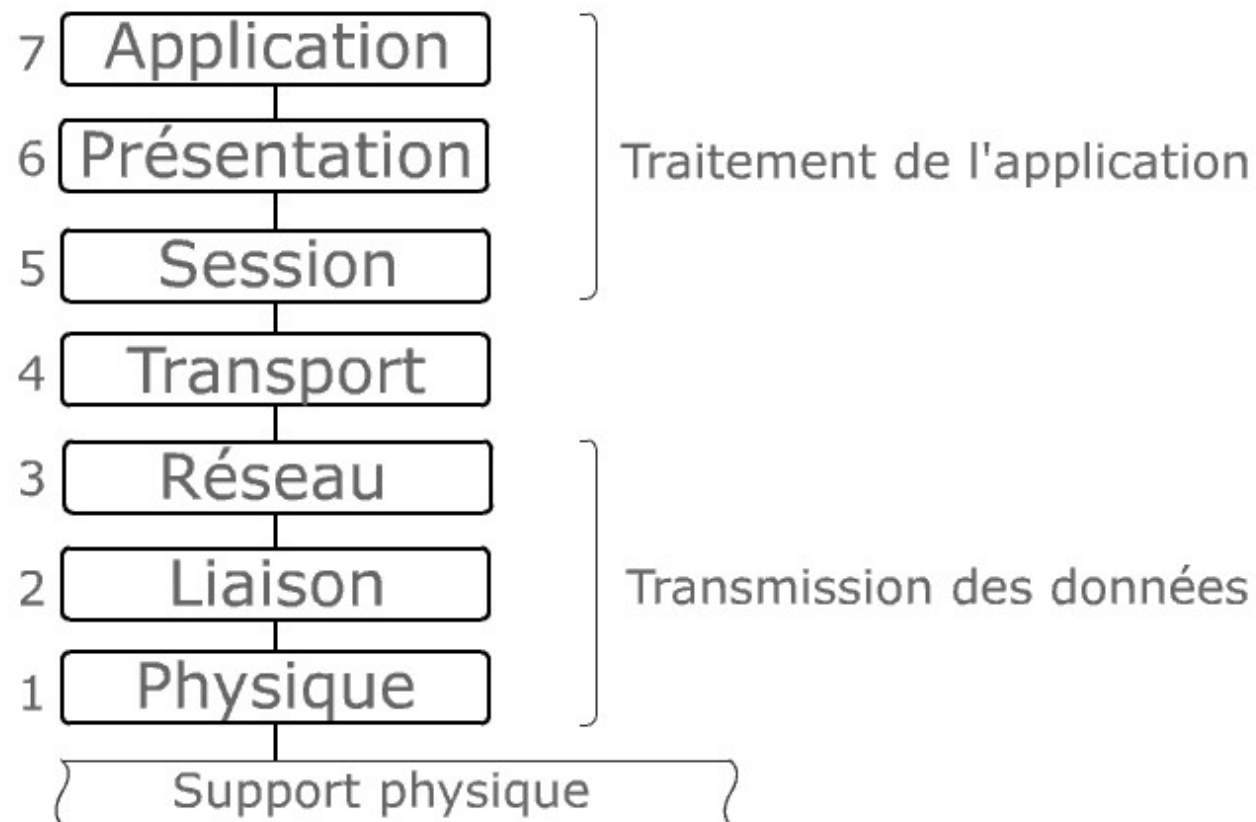 7 Application
6 Présentation
Traitement de l'application
5 Session
4 Transport
3 Réseau
2 Liaison
Transmission des données
1 Physique
Support physique